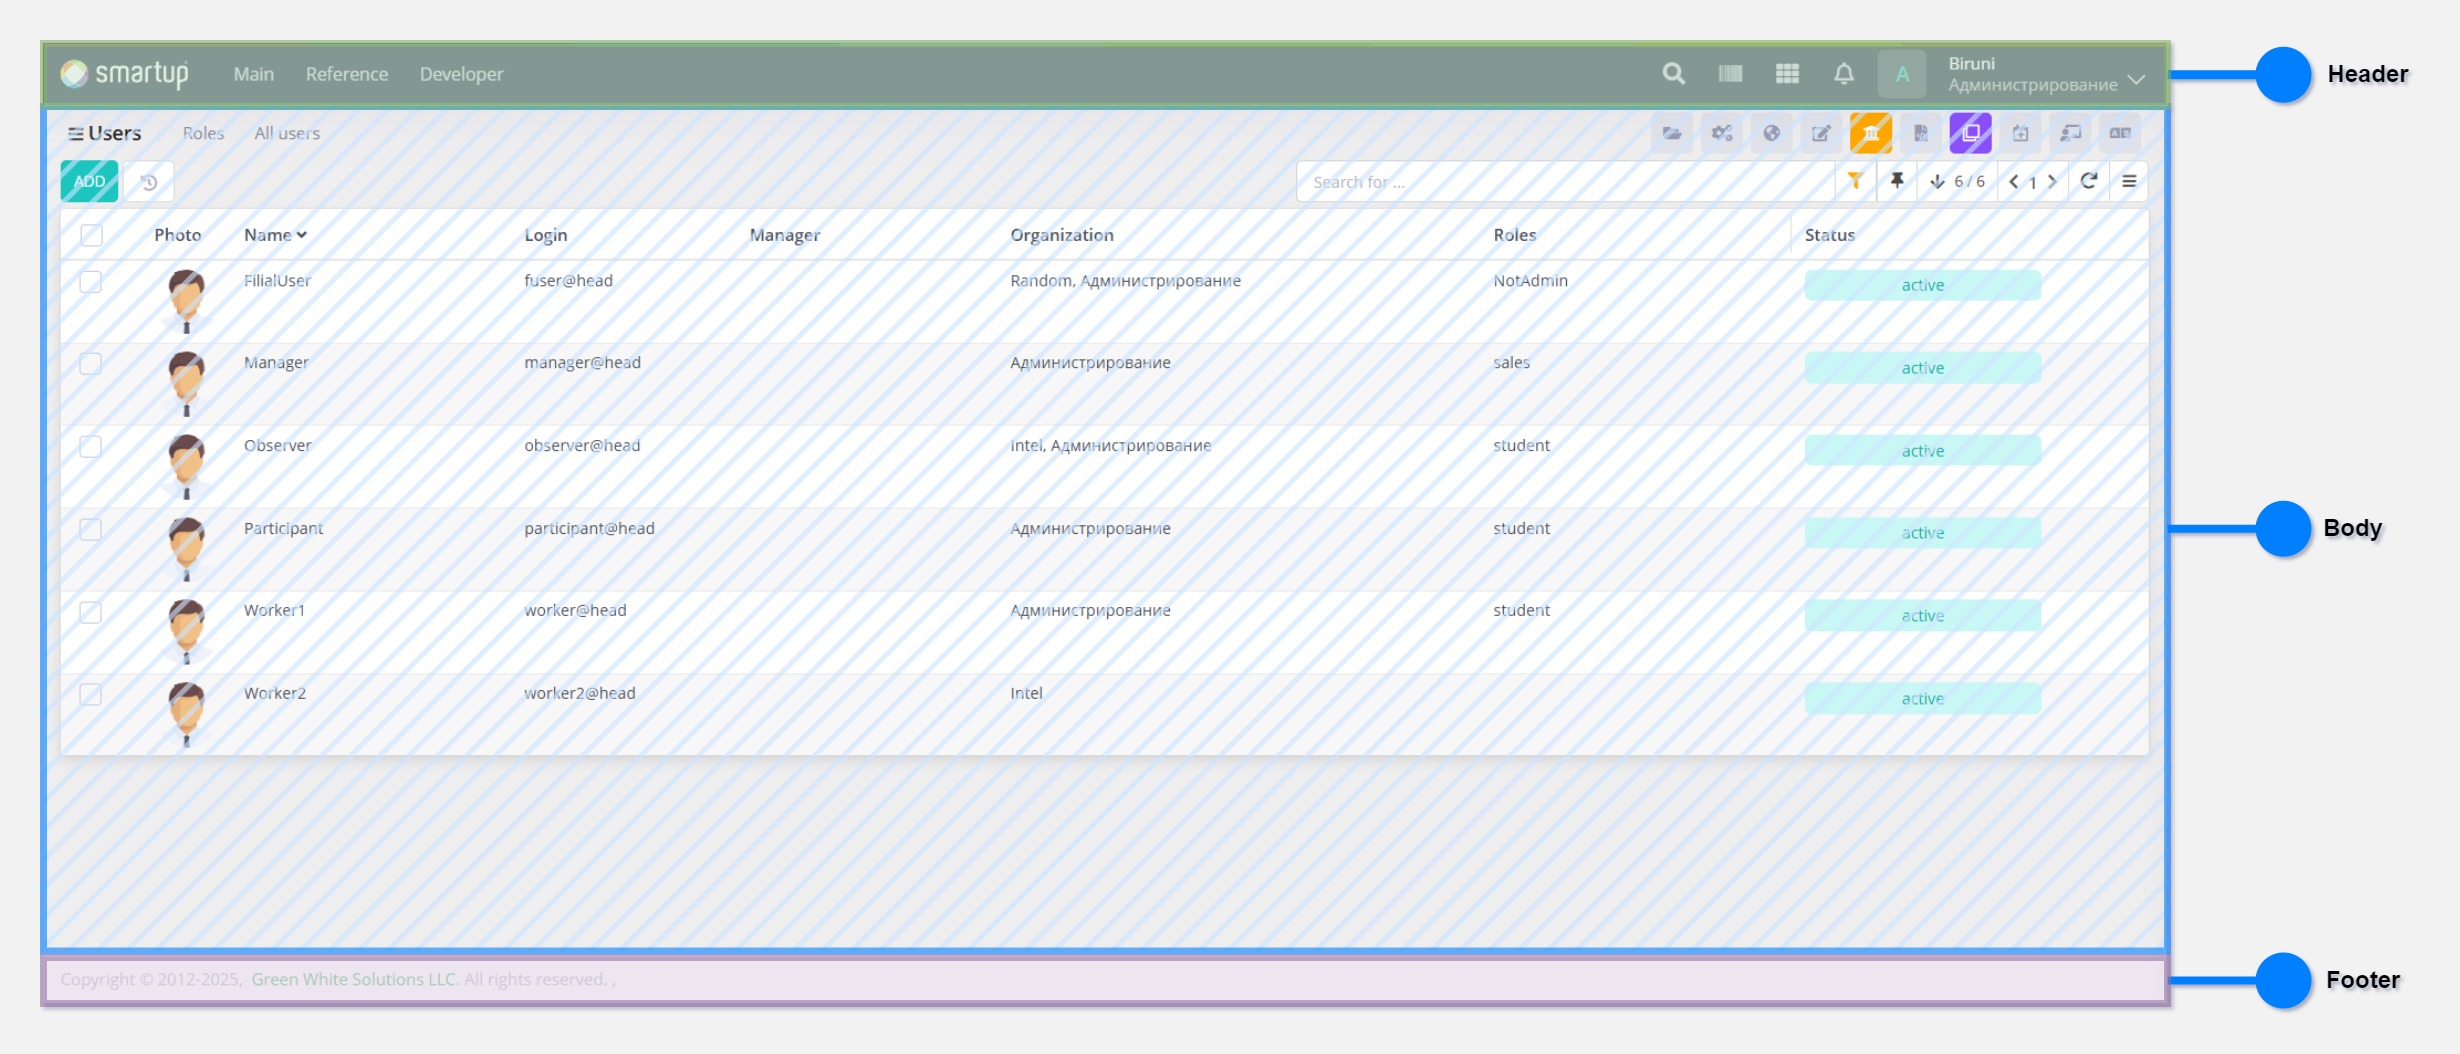 smartup Main Reference Developer A Biruni
Администрирование
Header
Users Roles All users
ADD Search for ... 6 / 6 1
Photo Name Login Manager Organization Roles Status
FilialUser fuser@head Random, Администрирование NotAdmin active
Manager manager@head Администрирование sales active
Observer observer@head Intel, Администрирование student active
Participant participant@head Администрирование student active
Body
Worker1 worker@head Администрирование student active
Worker2 worker2@head Intel active
Copyright © 2012-2025, Green White Solutions LLC. All rights reserved. ,
Footer